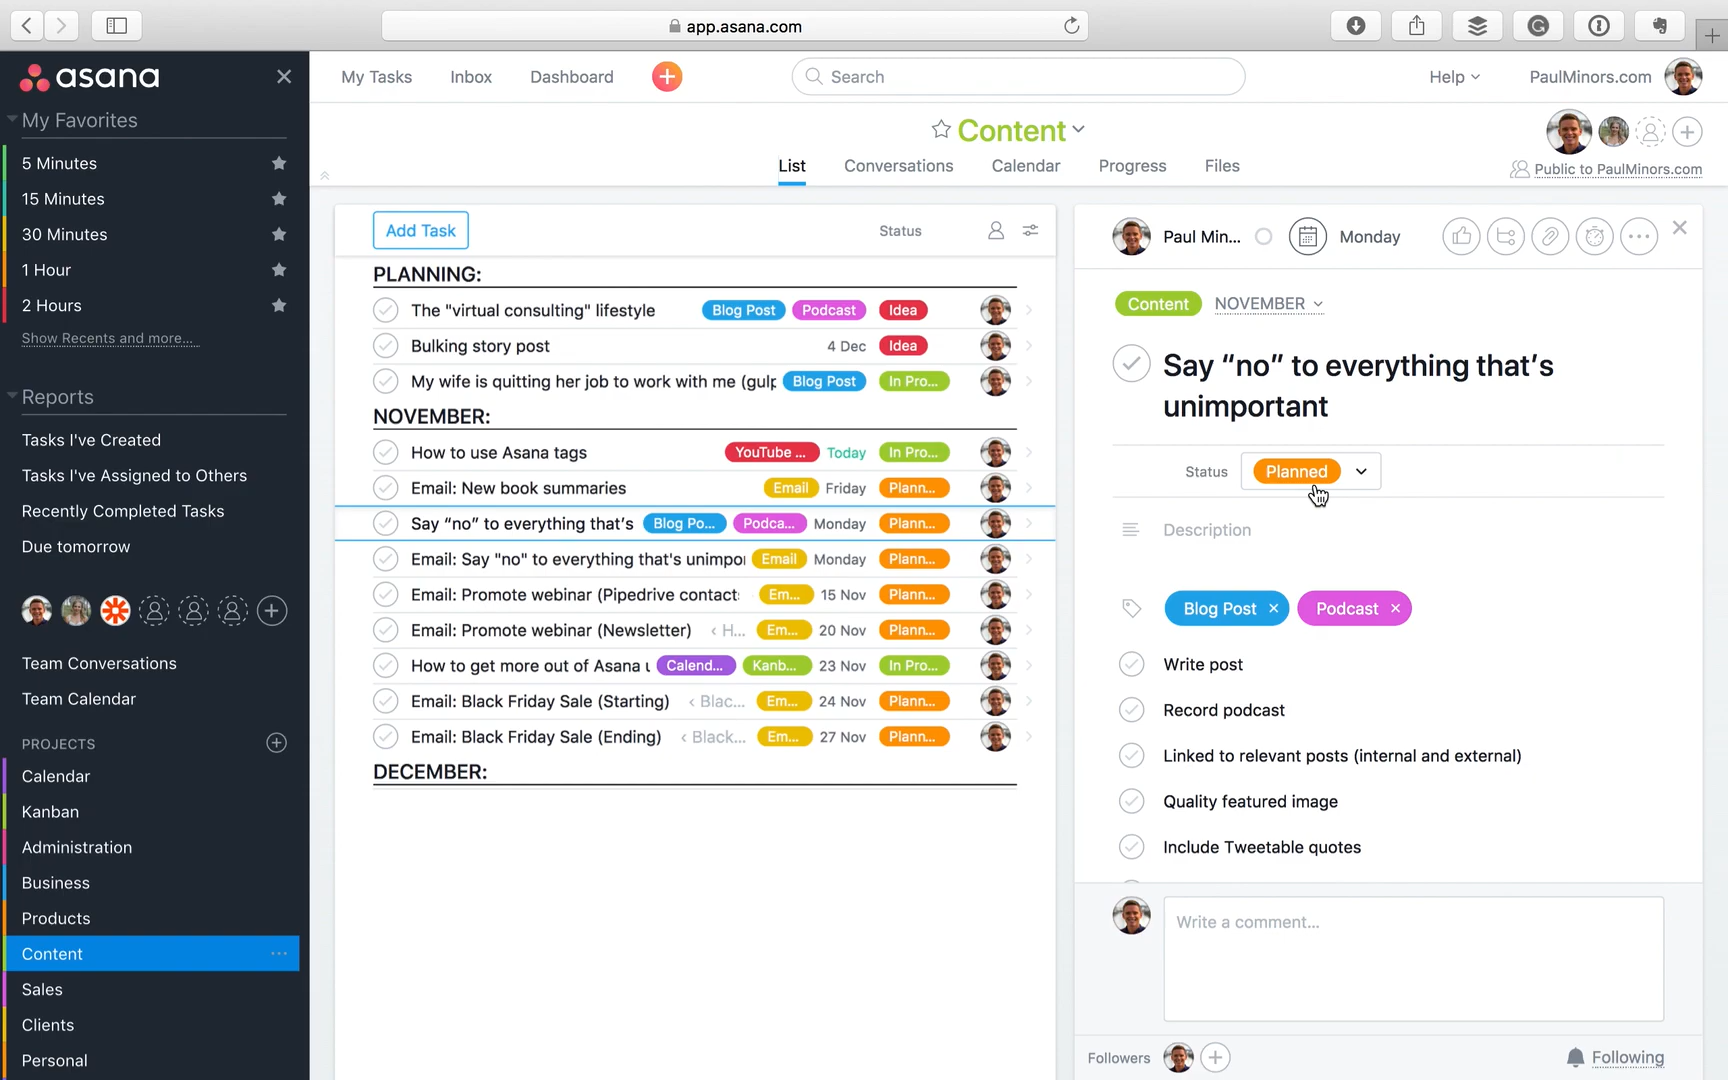 app.asana.com
asana
My Tasks
Inbox
Dashboard
Search
Help
PaulMinors.com
My Favorites
5 Minutes
15 Minutes
30 Minutes
1 Hour
2 Hours
Show Recents and more...
Reports
Tasks I've Created
Tasks I've Assigned to Others
Recently Completed Tasks
Due tomorrow
Team Conversations
Team Calendar
PROJECTS
Calendar
Kanban
Administration
Business
Products
Content
Sales
Clients
Personal
Content
List
Conversations
Calendar
Progress
Files
Public to PaulMinors.com
Add Task
Status
PLANNING:
The "virtual consulting" lifestyle Blog Post Podcast Idea
Bulking story post 4 Dec Idea
My wife is quitting her job to work with me (gulp Blog Post In Pro...
NOVEMBER:
How to use Asana tags YouTube ... Today In Pro...
Email: New book summaries Email Friday Plann...
Say “no” to everything that’s Blog Po... Podca... Monday Plann...
Email: Say "no" to everything that's unimpo Email Monday Plann...
Email: Promote webinar (Pipedrive contact Em... 15 Nov Plann...
Email: Promote webinar (Newsletter) ‹ H... Em... 20 Nov Plann...
How to get more out of Asana u Calend... Kanb... 23 Nov In Pro...
Email: Black Friday Sale (Starting) ‹ Blac... Em... 24 Nov Plann...
Email: Black Friday Sale (Ending) ‹ Black... Em... 27 Nov Plann...
DECEMBER:
Paul Min...
Monday
Content
NOVEMBER
Say “no” to everything that’s
unimportant
Status
Planned
Description
Blog Post ×
Podcast ×
Write post
Record podcast
Linked to relevant posts (internal and external)
Quality featured image
Include Tweetable quotes
Write a comment...
Followers
Following